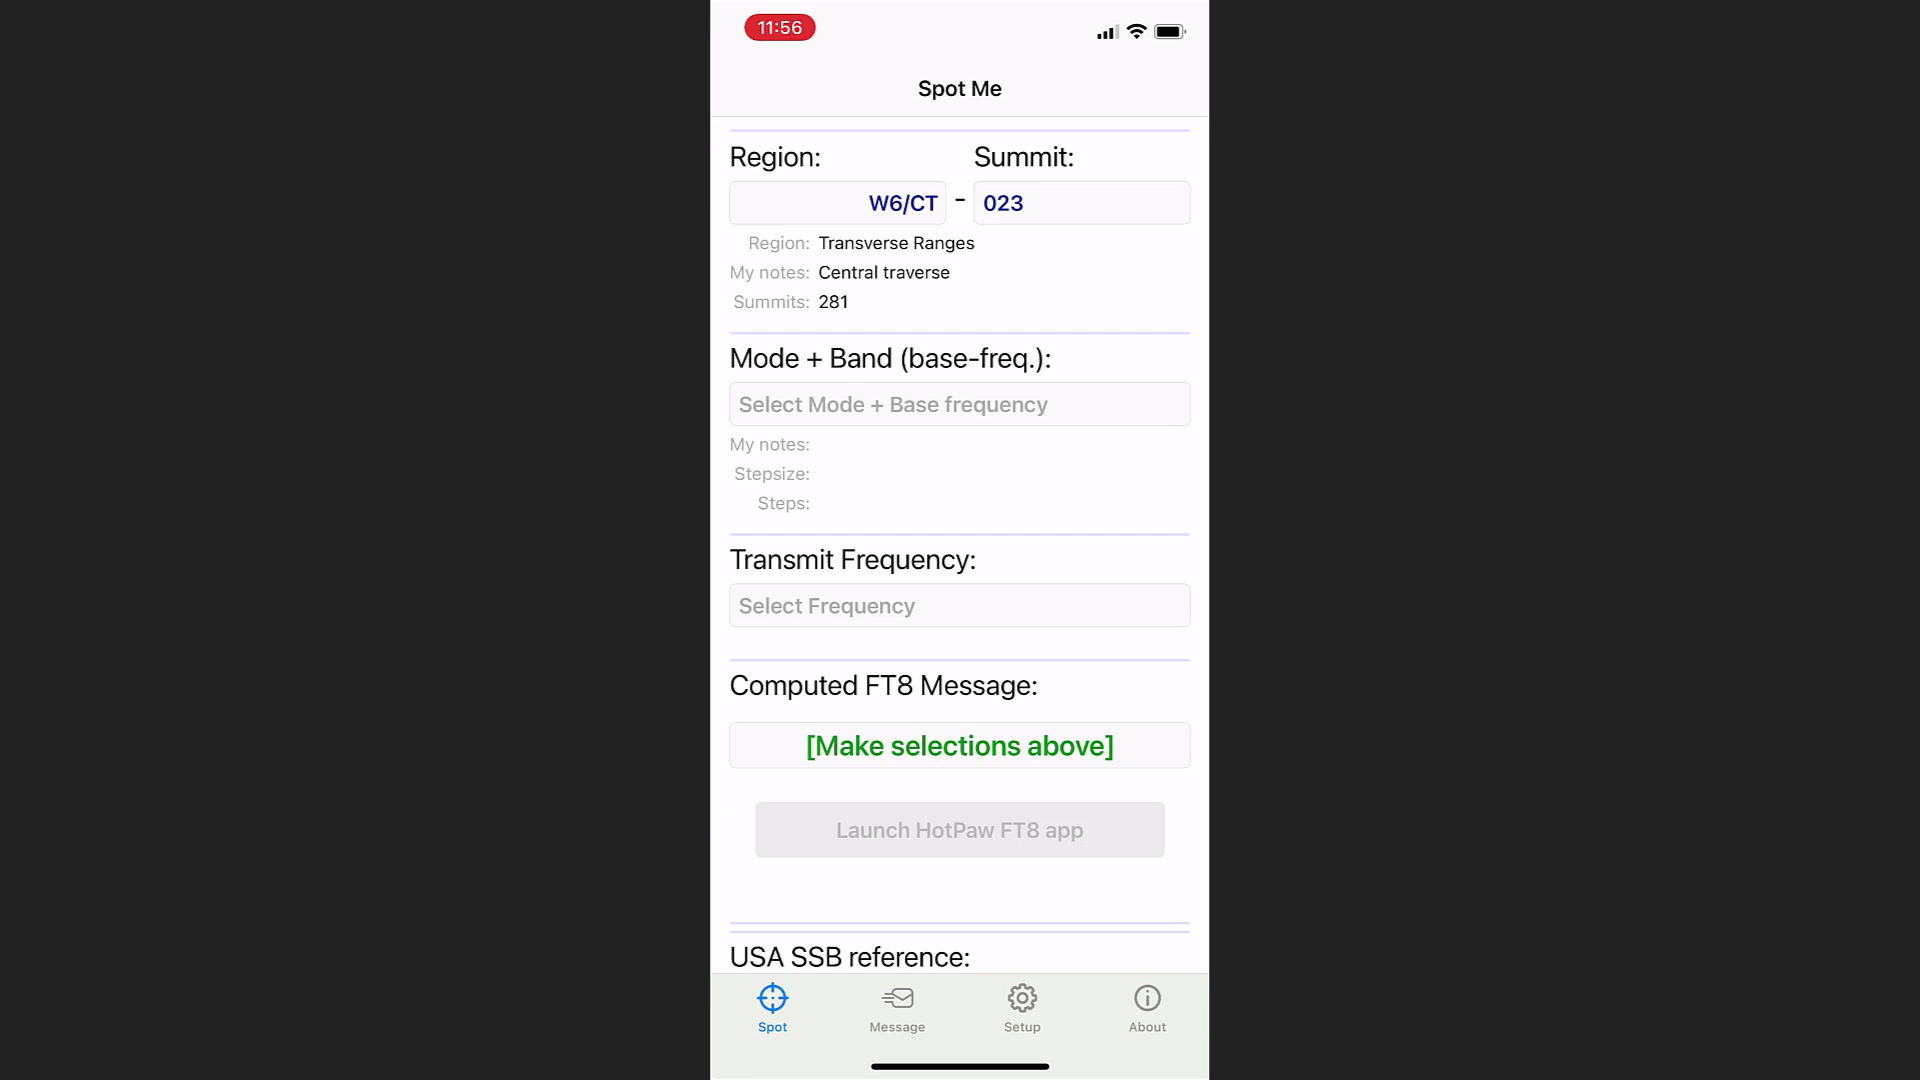 11:56
Spot Me
Region: Summit:
W6/CT - 023
Region: Transverse Ranges
My notes: Central traverse
Summits: 281
Mode + Band (base-freq.):
Select Mode + Base frequency
My notes:
Stepsize:
Steps:
Transmit Frequency:
Select Frequency
Computed FT8 Message:
[Make selections above]
Launch HotPaw FT8 app
USA SSB reference:
Spot Message Setup About